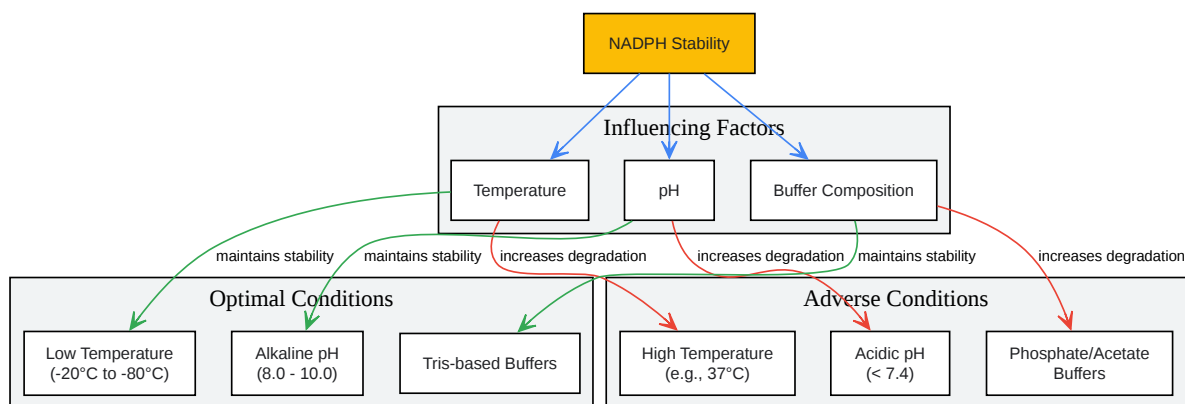 NADPH Stability
Influencing Factors
Temperature
pH
Buffer Composition
maintains stability
maintains stability
increases degradation
increases degradation
maintains stability
increases degradation
Optimal Conditions
Adverse Conditions
Low Temperature
(-20°C to -80°C)
Alkaline pH
(8.0 - 10.0)
Tris-based Buffers
High Temperature
(e.g., 37°C)
Acidic pH
(< 7.4)
Phosphate/Acetate
Buffers